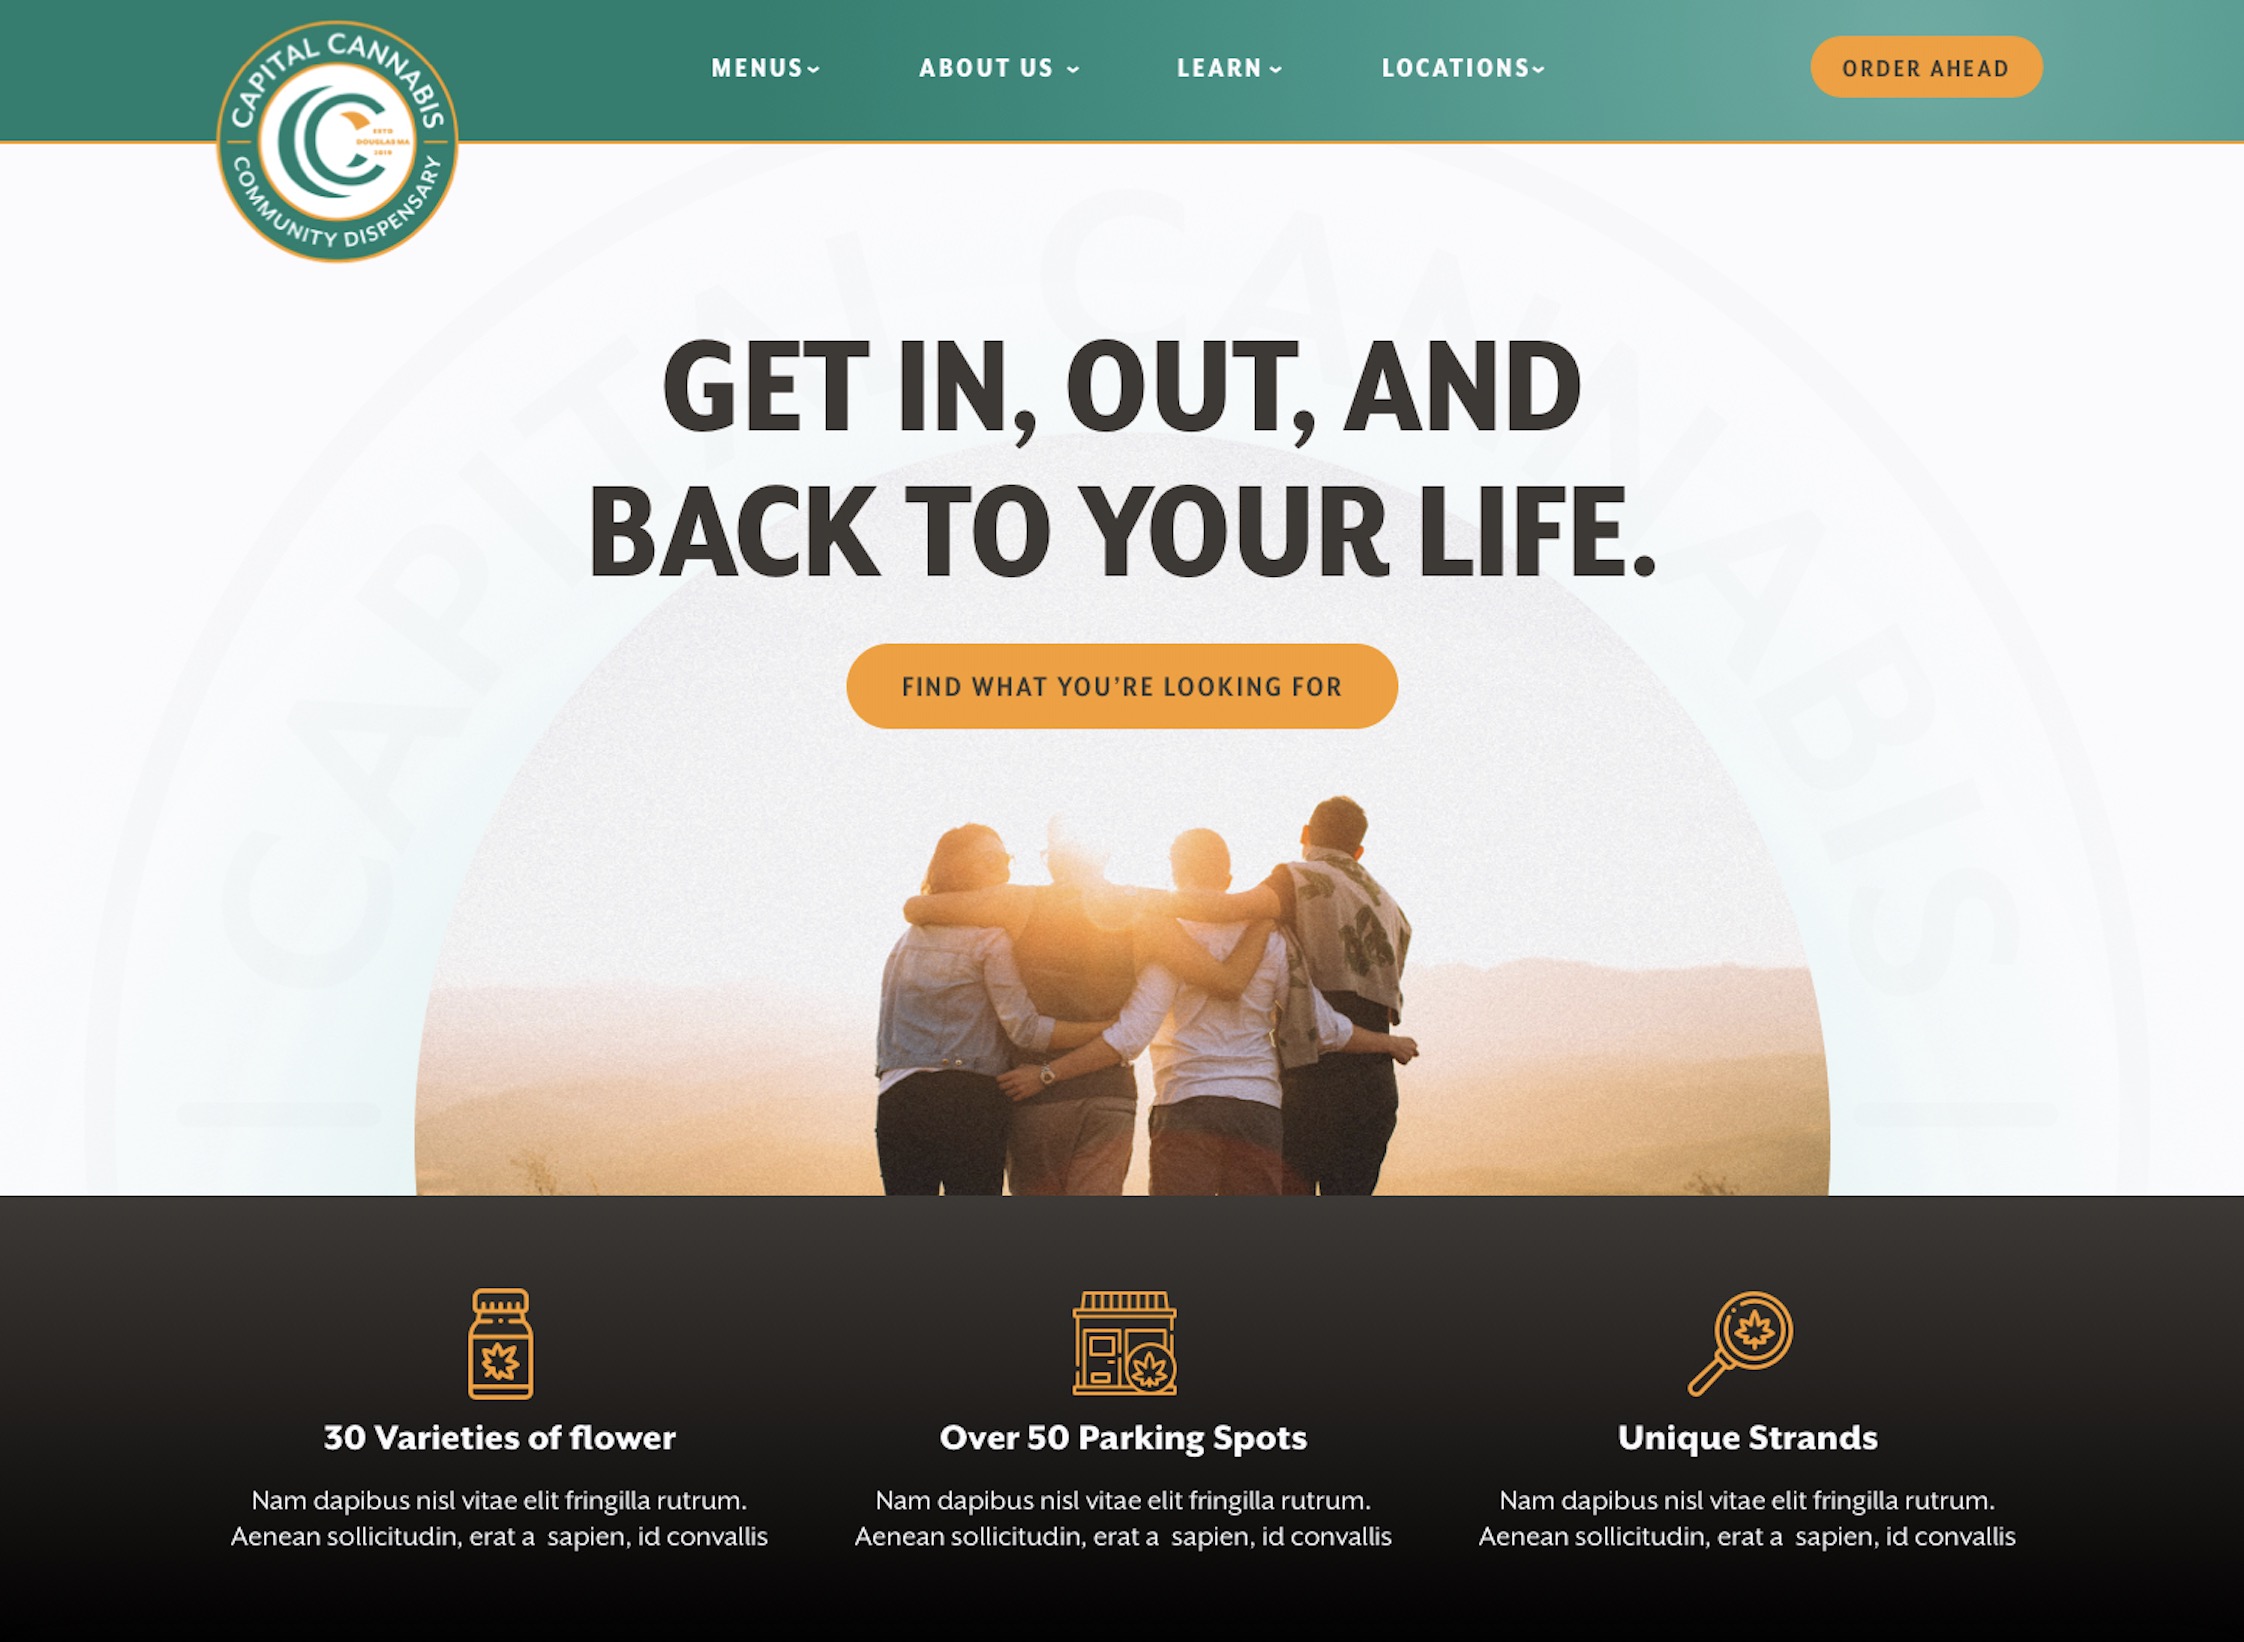 CAPITAL CANNABIS
ESTD
DOUGLAS MA
2019
COMMUNITY DISPENSARY
MENUS
ABOUT US
LEARN
LOCATIONS
ORDER AHEAD
CAPITAL CANNABIS
GET IN, OUT, AND
BACK TO YOUR LIFE.
FIND WHAT YOU’RE LOOKING FOR
30 Varieties of flower
Nam dapibus nisl vitae elit fringilla rutrum.
Aenean sollicitudin, erat a  sapien, id convallis
Over 50 Parking Spots
Nam dapibus nisl vitae elit fringilla rutrum.
Aenean sollicitudin, erat a  sapien, id convallis
Unique Strands
Nam dapibus nisl vitae elit fringilla rutrum.
Aenean sollicitudin, erat a  sapien, id convallis